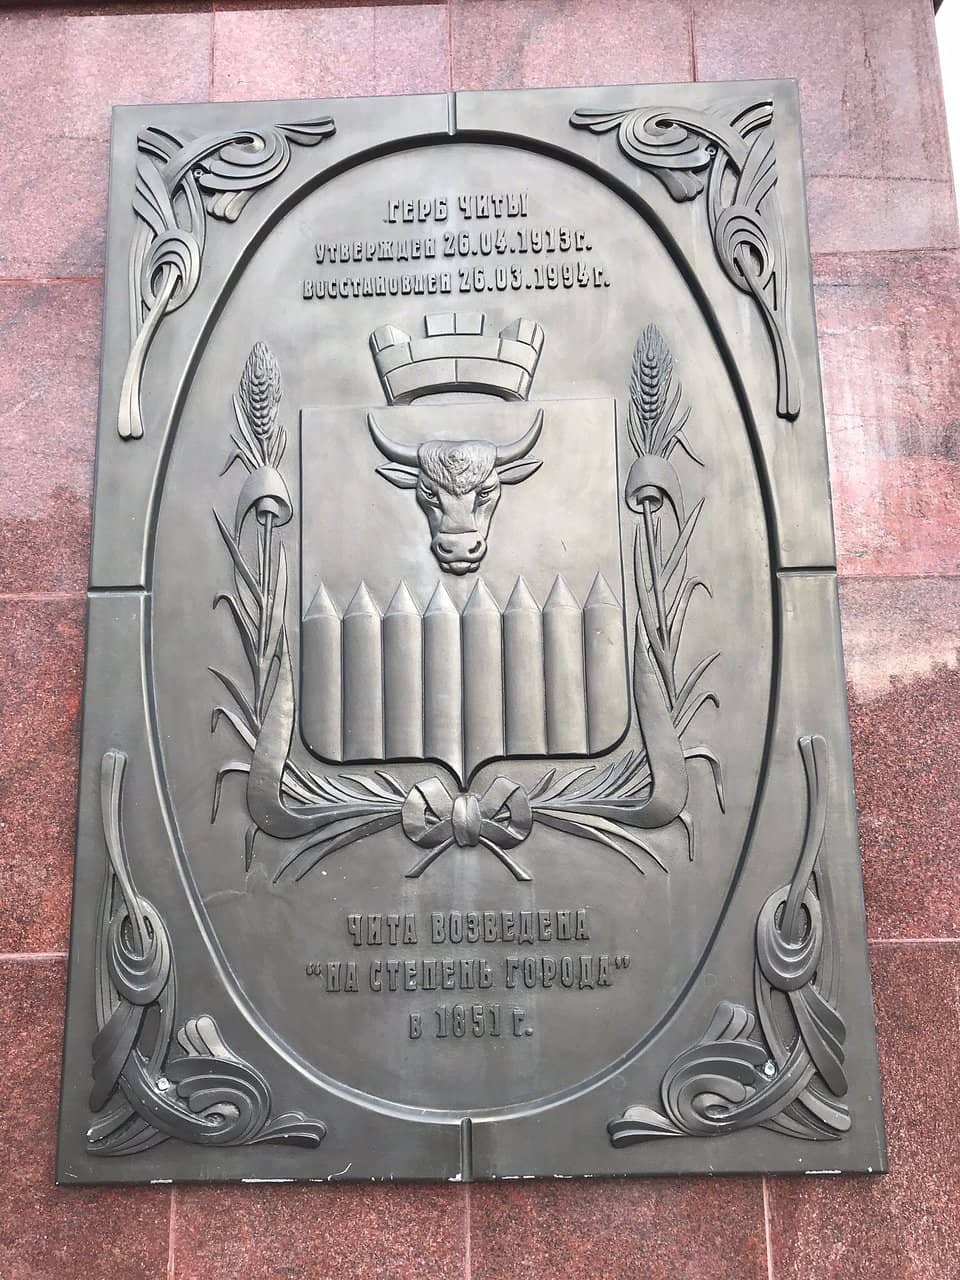 ГЕРБ ЧИТЫ
УТВЕРЖДЕН 26.04.1913г.
ВОССТАНОВЛЕН 26.03.1994г.
ЧИТА ВОЗВЕДЕНА
“НА СТЕПЕНЬ ГОРОДА”
в 1851 г.